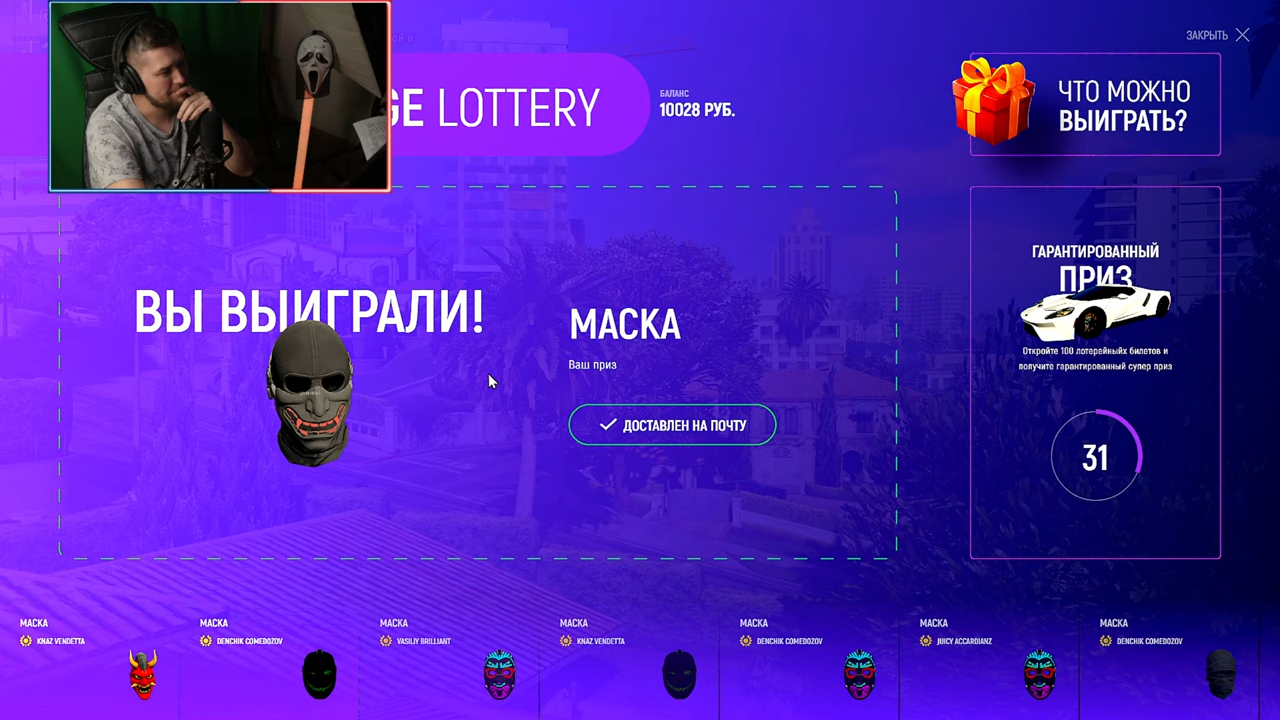 ЗАКРЫТЬ
GE LOTTERY
БАЛАНС
10028 РУБ.
ЧТО МОЖНО
ВЫИГРАТЬ?
ВЫ ВЫИГРАЛИ!
МАСКА
Ваш приз
ДОСТАВЛЕН НА ПОЧТУ
ГАРАНТИРОВАННЫЙ
ПРИЗ
Откройте 100 лотерейныйх билетов и
получите гарантированный супер приз
31
МАСКА
KNAZ VENDETTA
МАСКА
DENCHIK COMEDOZOV
МАСКА
VASILIY BRILLIANT
МАСКА
KNAZ VENDETTA
МАСКА
DENCHIK COMEDOZOV
МАСКА
JUICY ACCARDIANZ
МАСКА
DENCHIK COMEDOZOV